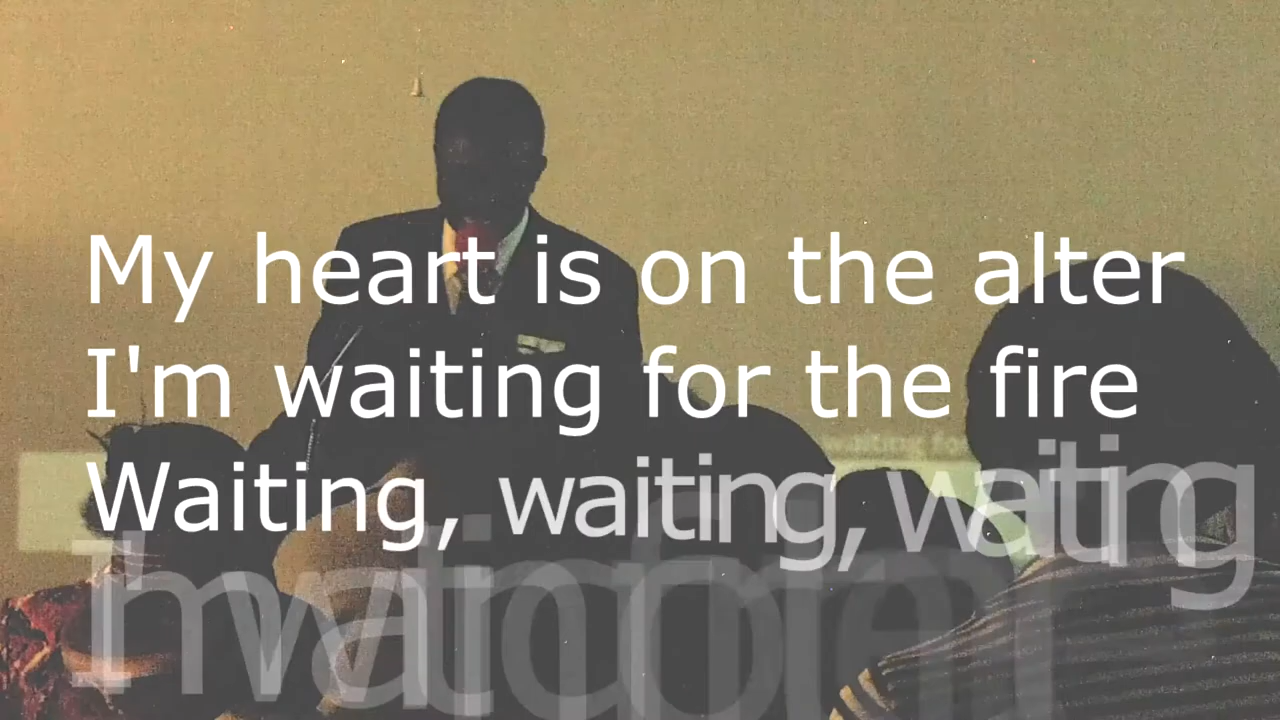 My heart is on the alter
I'm waiting for the fire
Waiting, waiting, waiting